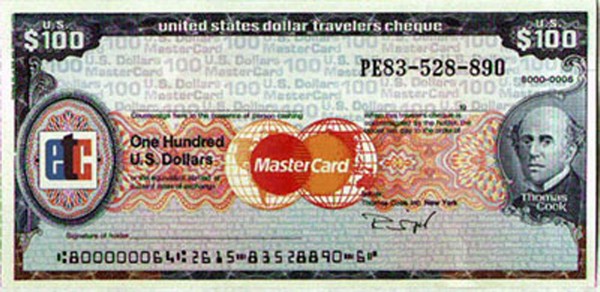 U.S. $100
united states dollar travelers cheque
U.S. $100
100 U.S. Dollars
MasterCard
PE83-528-890
8000-0006
Countersign here in the presence of person cashing
One Hundred
U.S. Dollars
etc
MasterCard
Thomas Cook
Thomas Cook, Inc. New York
Signature of holder
⑆80000006⑆ 2615 83528890 6⑈